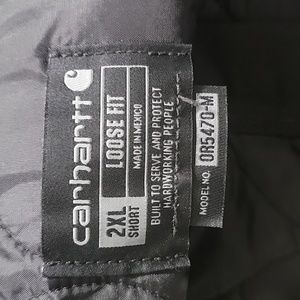 carhartt
LOOSE FIT
2XL
SHORT
MADE IN MEXICO
BUILT TO SERVE AND PROTECT
HARDWORKING PEOPLE
MODEL NO. OR5470-M